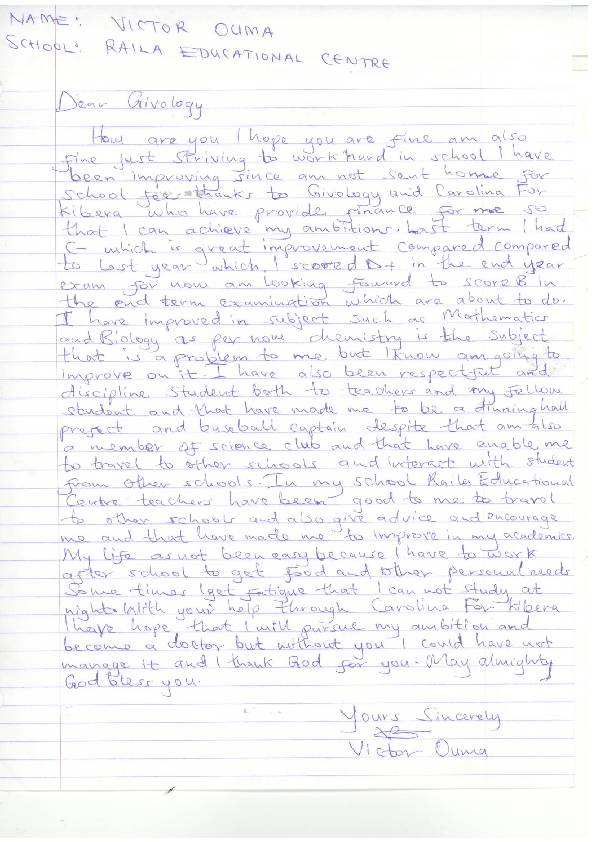 NAME: VICTOR OUMA
SCHOOL: RAILA EDUCATIONAL CENTRE
Dear Givology
How are you I hope you are fine am also
fine just striving to work hard in school I have
been improving since am not sent home for
school fee thanks to Givology and Carolina For
Kibera who have provide finance for me so
that I can achieve my ambitions. Last term I had
C- which is great improvement compared compared
to last year which I scored D+ in the end year
exam for now am looking foward to score B in
the end term examination which are about to do.
I have improved in subject such as Mathematics
and Biology as per now chemistry is the subject
that is a problem to me but I know am going to
improve on it. I have also been respectful and
discipline student both to teachers and my fellow
student and that have made me to be a dinning hall
prefect and baseball captain despite that am also
a member of science club and that have enable me
to travel to other schools and interact with student
from other schools. In my school Raila Educational
Centre teachers have been good to me to travel
to other schools and also give advice and encourage
me and that have made me to improve in my academics.
My life as not been easy because I have to work
after school to get food and other personal needs
Some times I get fatigue that I can not study at
night. With your help through Carolina For Kibera
I have hope that I will pursue my ambition and
become a doctor but without you I could have not
manage it and I thank God for you. May almighty
God bless you.
Yours Sincerely
Victor Ouma